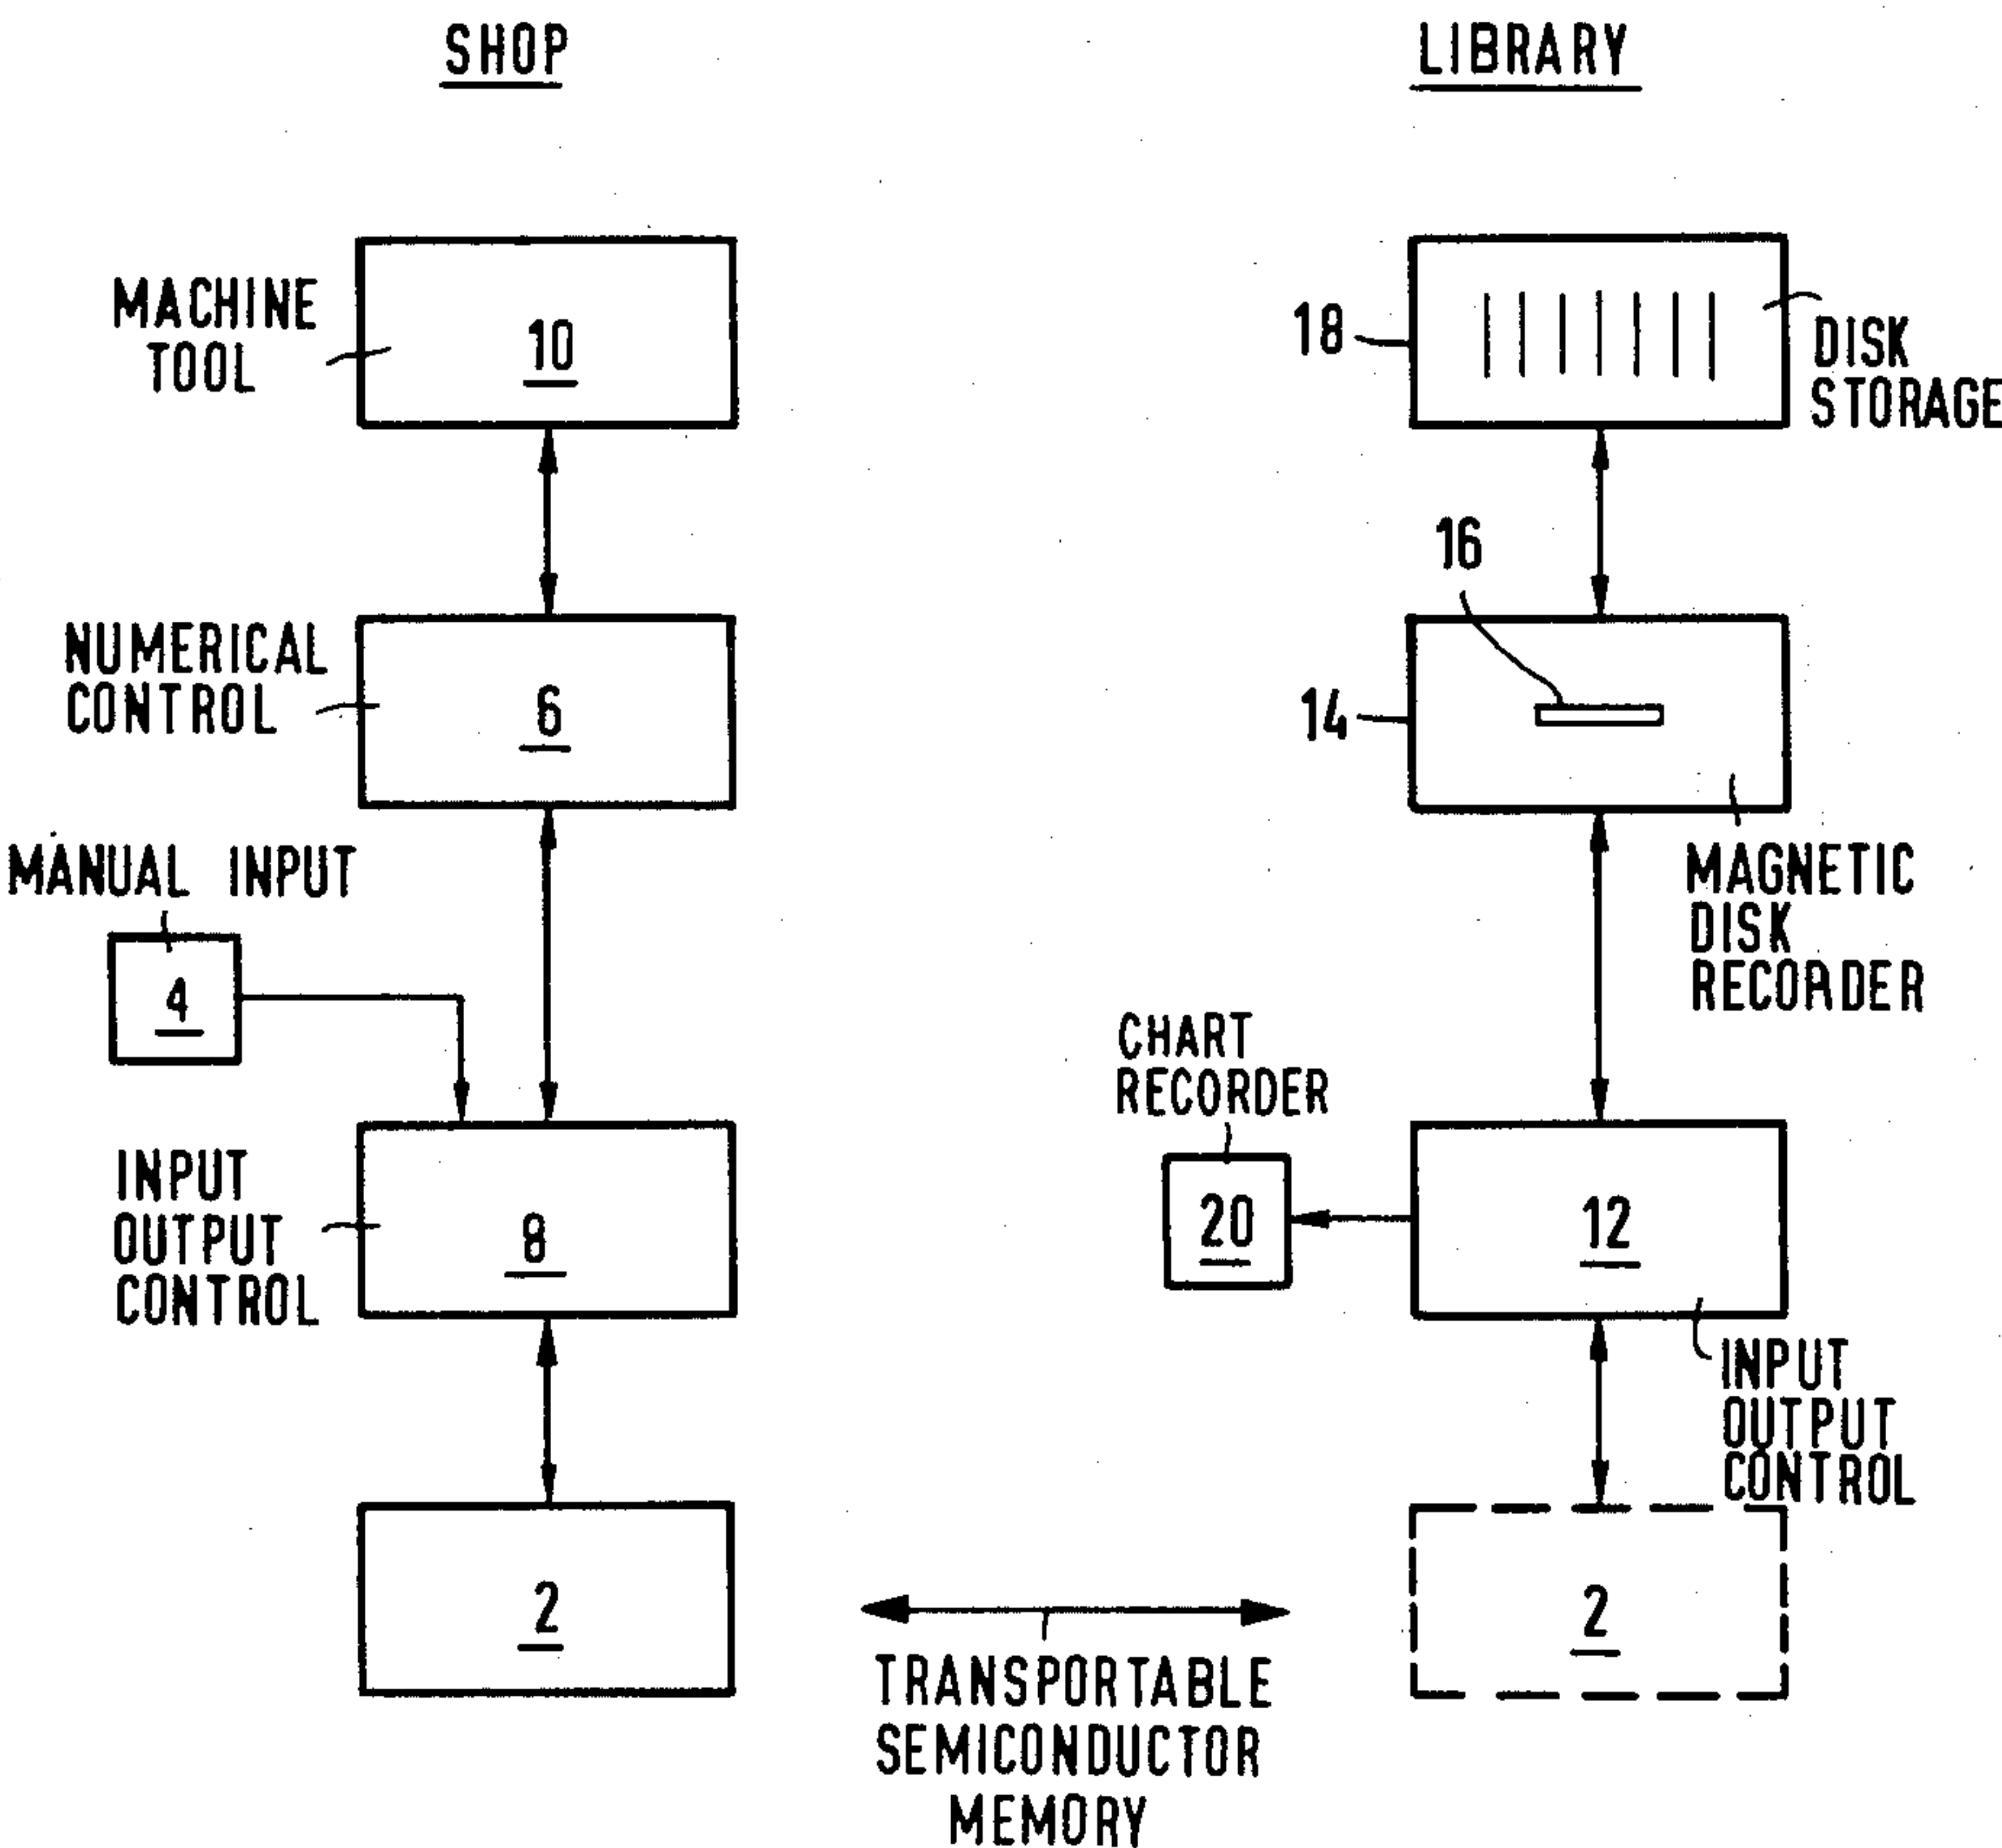 SHOP
MACHINE
TOOL
10
NUMERICAL
CONTROL
6
MANUAL INPUT
4
INPUT
OUTPUT
CONTROL
8
2
TRANSPORTABLE
SEMICONDUCTOR
MEMORY
LIBRARY
18
DISK
STORAGE
16
14
MAGNETIC
DISK
RECORDER
CHART
RECORDER
20
12
INPUT
OUTPUT
CONTROL
2